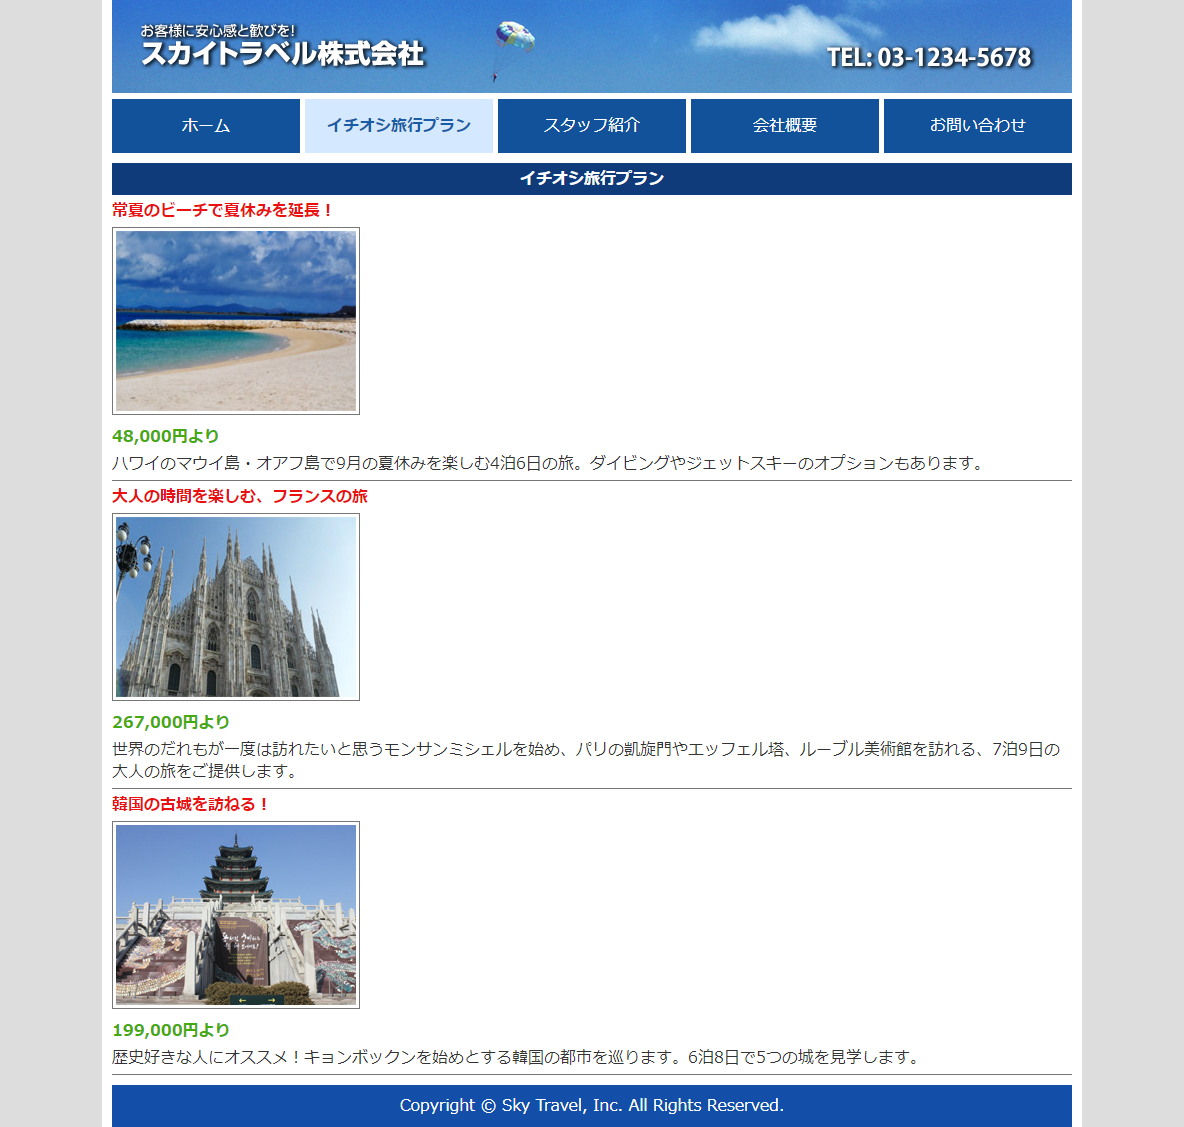 お客様に安心感と歓びを!
スカイトラベル株式会社
TEL: 03-1234-5678
ホーム
イチオシ旅行プラン
スタッフ紹介
会社概要
お問い合わせ
イチオシ旅行プラン
常夏のビーチで夏休みを延長！
48,000円より
ハワイのマウイ島・オアフ島で9月の夏休みを楽しむ4泊6日の旅。ダイビングやジェットスキーのオプションもあります。
大人の時間を楽しむ、フランスの旅
267,000円より
世界のだれもが一度は訪れたいと思うモンサンミシェルを始め、パリの凱旋門やエッフェル塔、ルーブル美術館を訪れる、7泊9日の
大人の旅をご提供します。
韓国の古城を訪ねる！
199,000円より
歴史好きな人にオススメ！キョンボックンを始めとする韓国の都市を巡ります。6泊8日で5つの城を見学します。
Copyright © Sky Travel, Inc. All Rights Reserved.